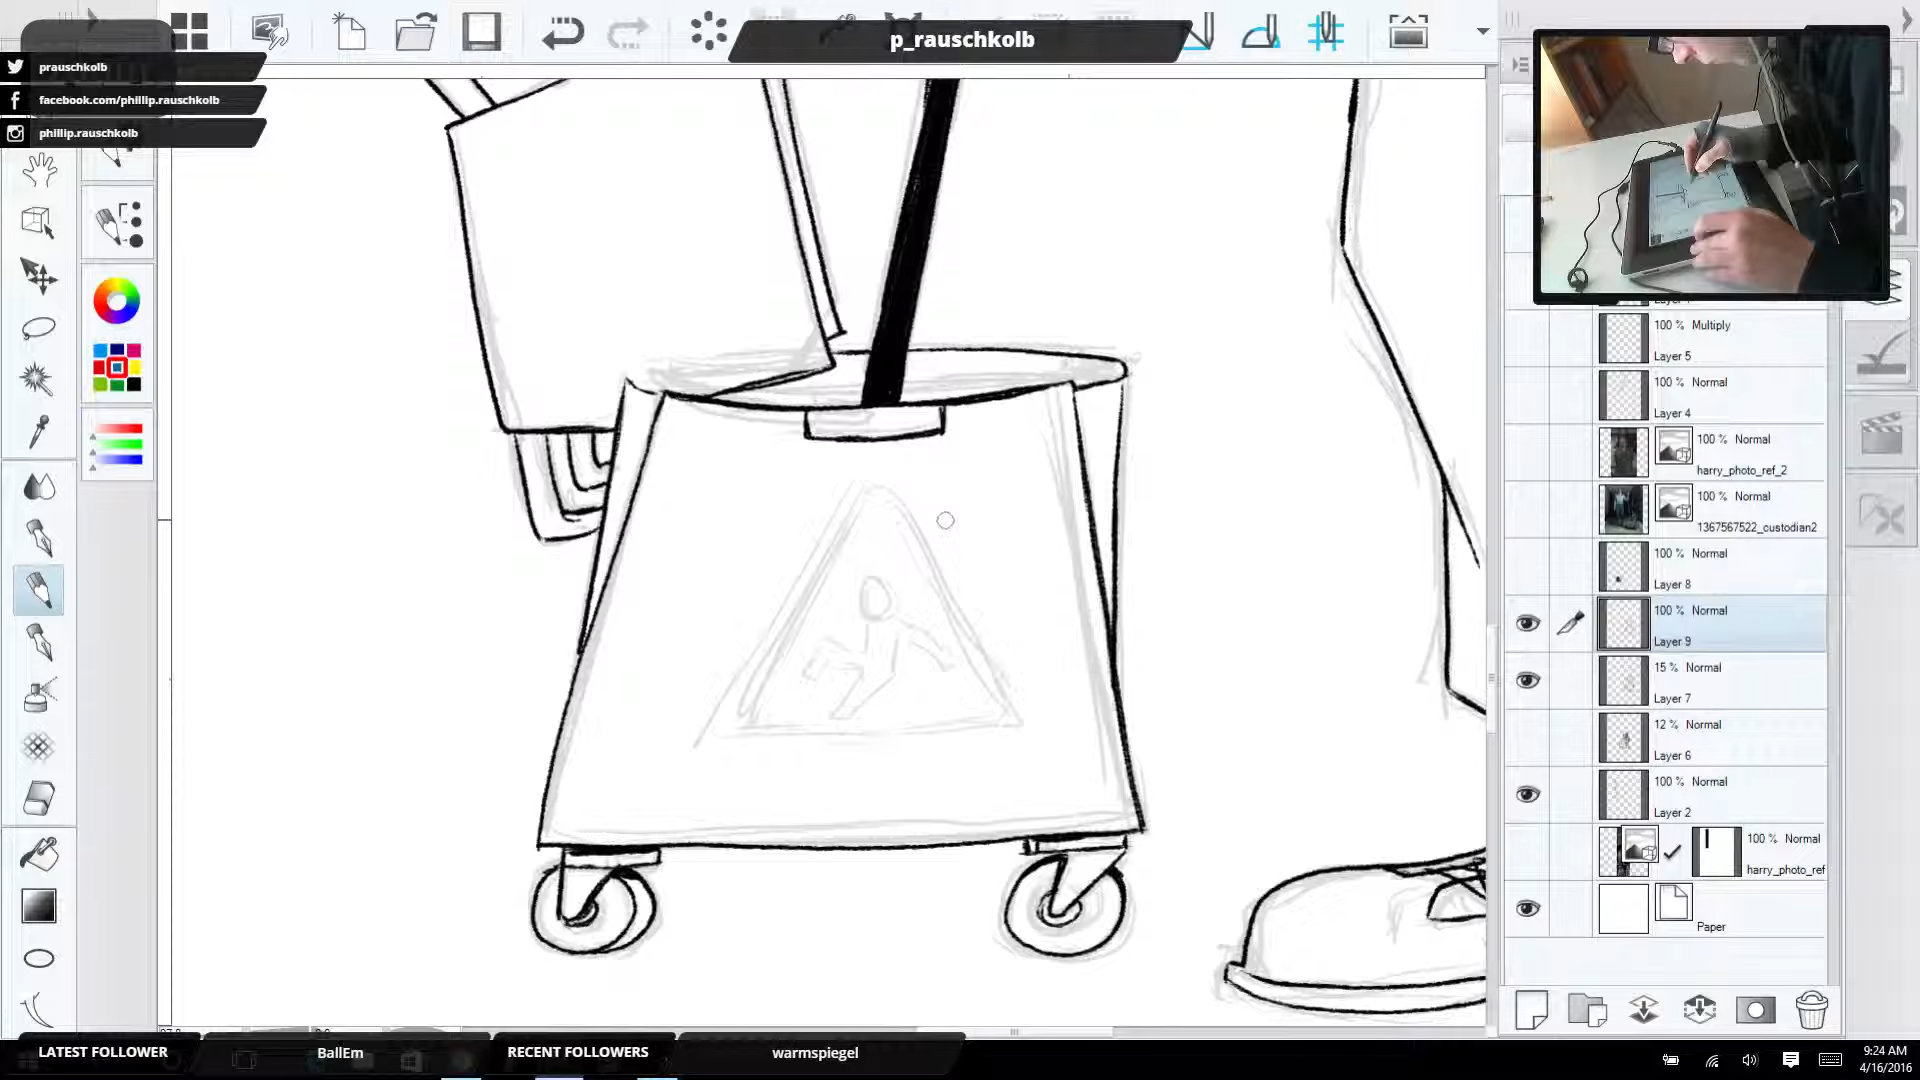 p_rauschkolb
prauschkolb
facebook.com/phillip.rauschkolb
phillip.rauschkolb
100 % Multiply
Layer 5
100 % Normal
Layer 4
100 % Normal
harry_photo_ref_2
100 % Normal
1367567522_custodian2
100 % Normal
Layer 8
100 % Normal
Layer 9
15 % Normal
Layer 7
12 % Normal
Layer 6
100 % Normal
Layer 2
100 % Normal
harry_photo_ref
Paper
LATEST FOLLOWER
BallEm
RECENT FOLLOWERS
warmspiegel
9:24 AM
4/16/2016